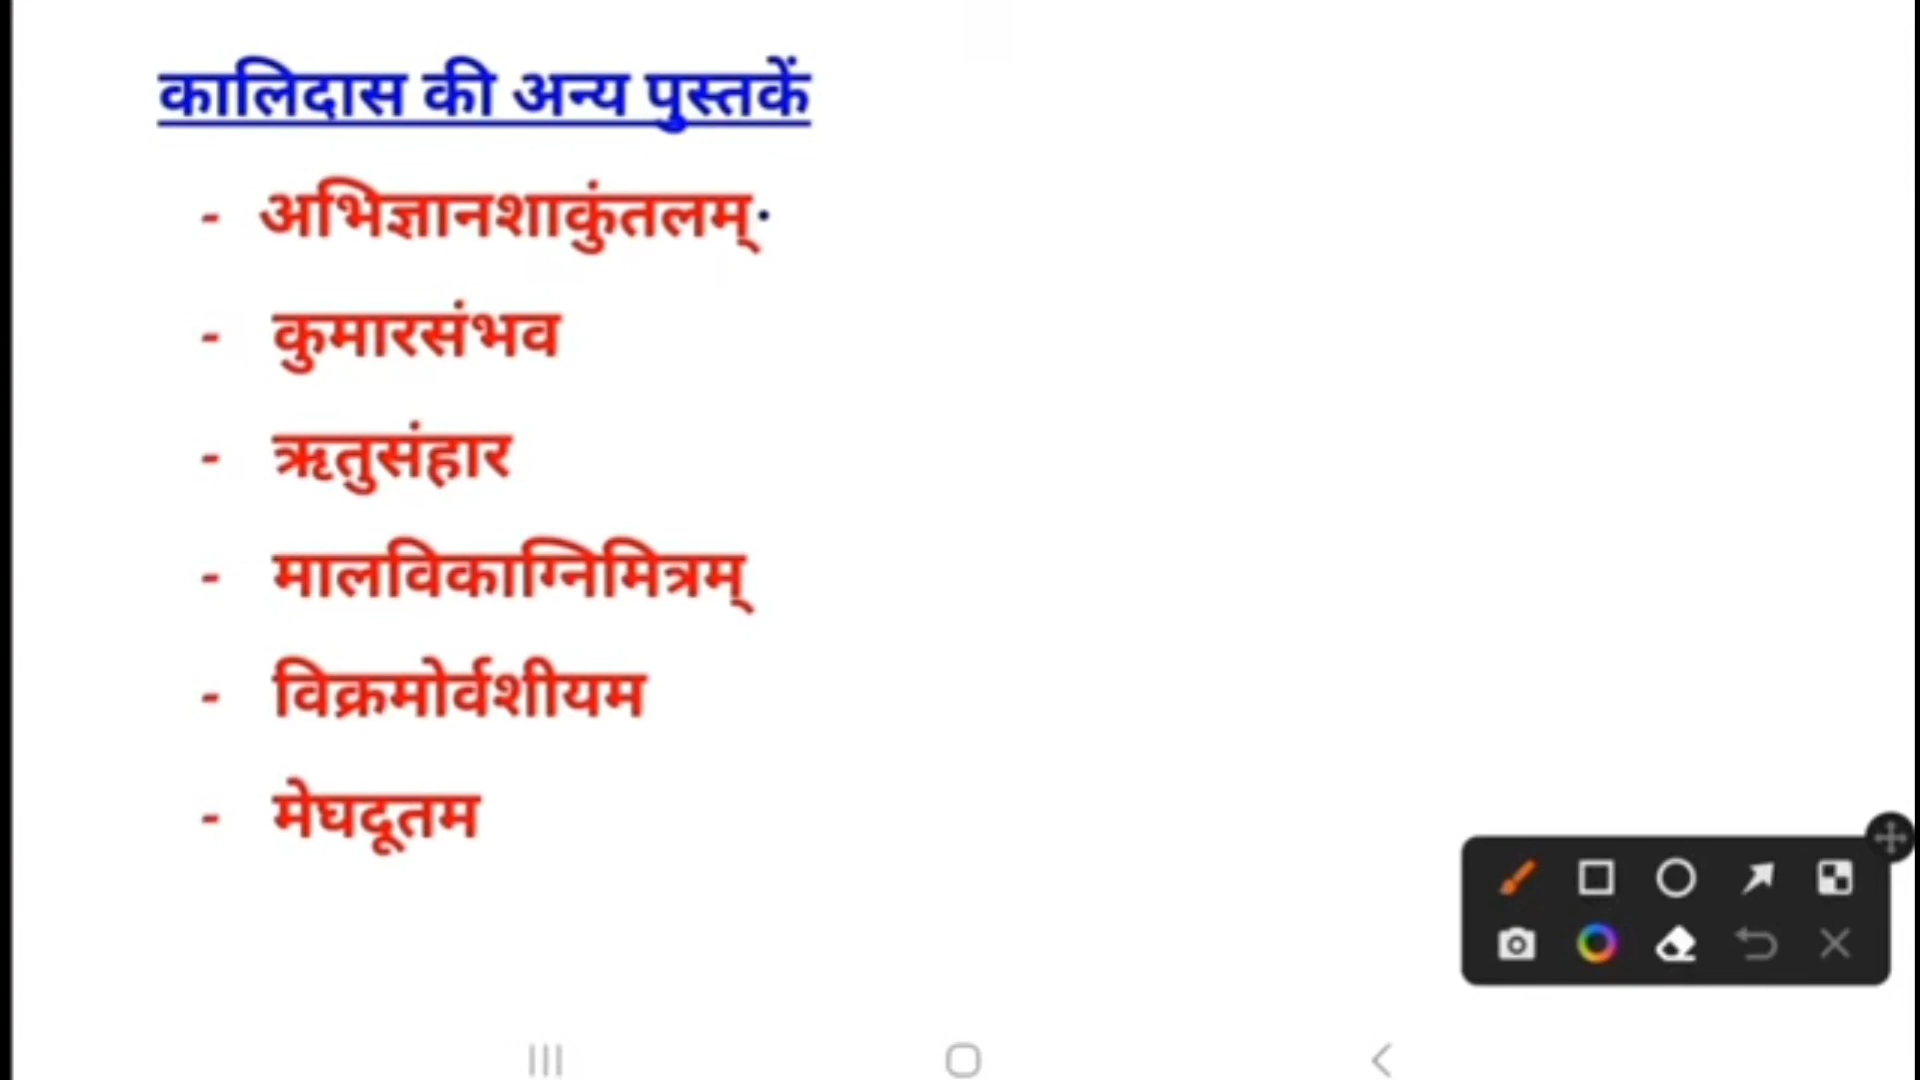 कालिदास की अन्य पुस्तकें
- अभिज्ञानशाकुंतलम्
- कुमारसंभव
- ऋतुसंहार
- मालविकाग्निमित्रम्
- विक्रमोर्वशीयम
- मेघदूतम